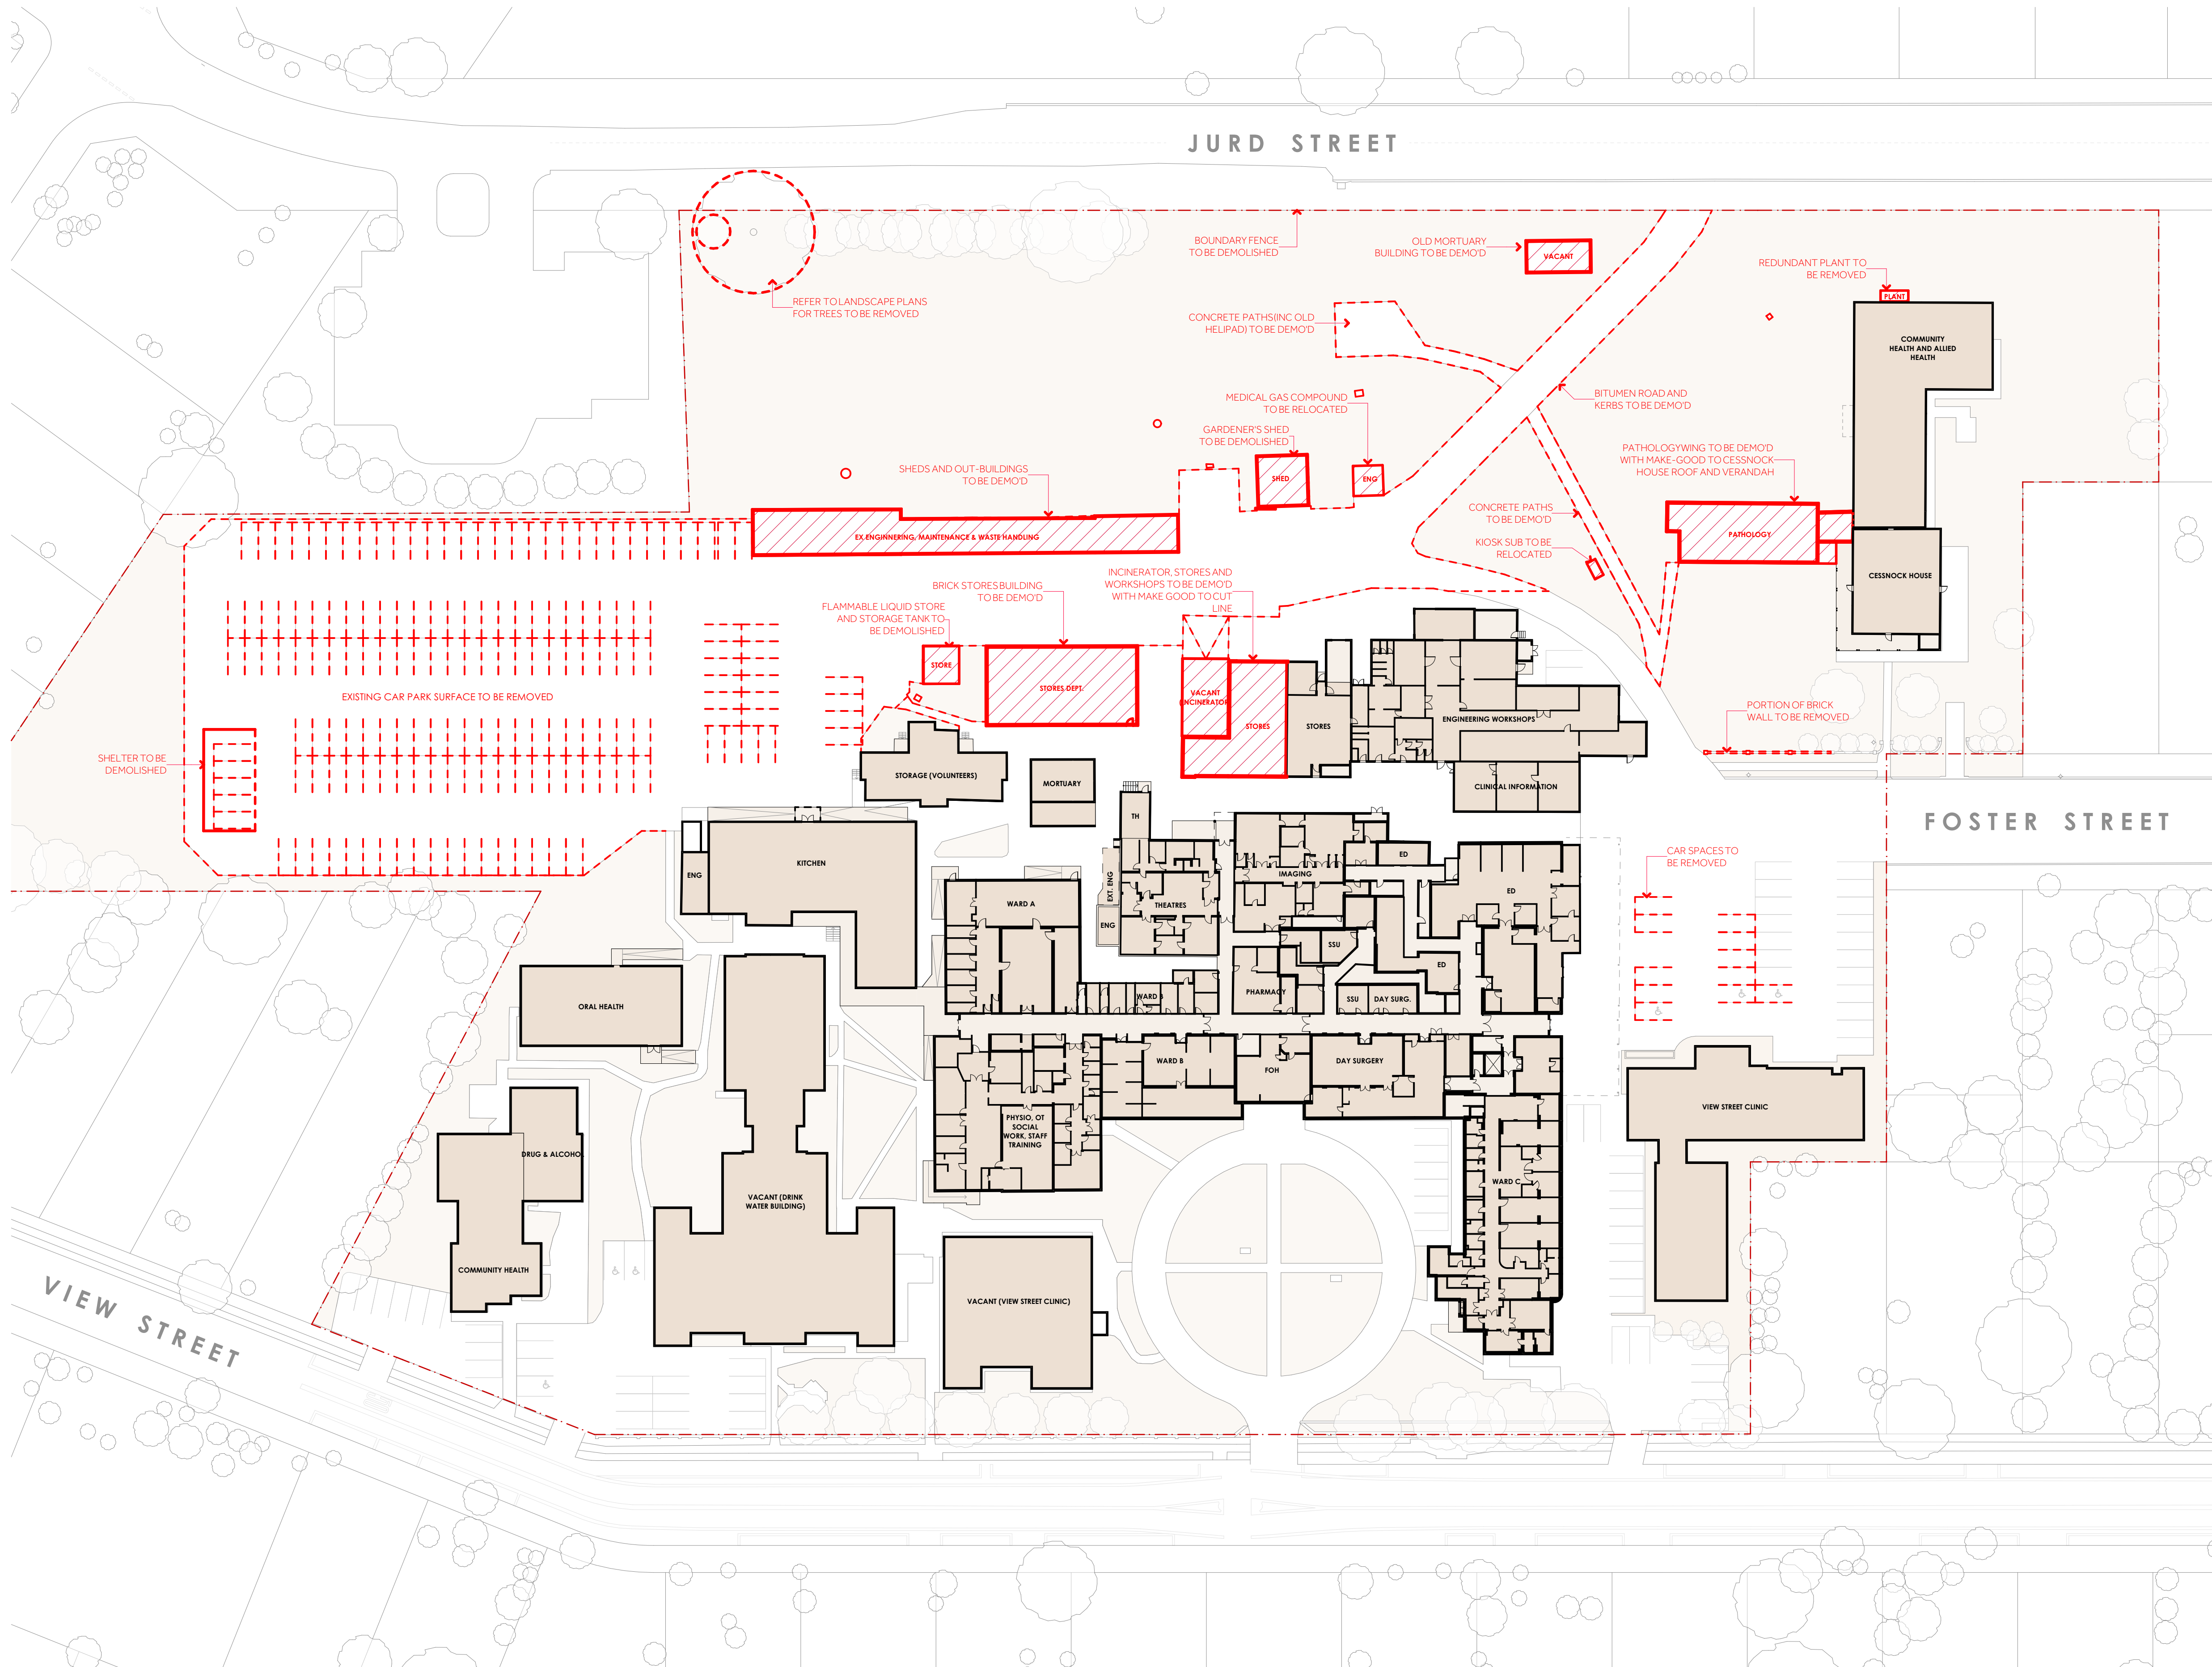 JURD STREET
BOUNDARY FENCE
TO BE DEMOLISHED
OLD MORTUARY
BUILDING TO BE DEMO'D
VACANT
REDUNDANT PLANT TO
BE REMOVED
PLANT
REFER TO LANDSCAPE PLANS
FOR TREES TO BE REMOVED
CONCRETE PATHS(INC OLD
HELIPAD) TO BE DEMO'D
COMMUNITY
HEALTH AND ALLIED
HEALTH
MEDICAL GAS COMPOUND
TO BE RELOCATED
BITUMEN ROAD AND
KERBS TO BE DEMO'D
GARDENER'S SHED
TO BE DEMOLISHED
PATHOLOGYWING TO BE DEMO'D
WITH MAKE-GOOD TO CESSNOCK
HOUSE ROOF AND VERANDAH
SHEDS AND OUT-BUILDINGS
TO BE DEMO'D
SHED
ENG
CONCRETE PATHS
TO BE DEMO'D
EX ENGINNERING, MAINTENANCE & WASTE HANDLING
PATHOLOGY
KIOSK SUB TO BE
RELOCATED
CESSNOCK HOUSE
INCINERATOR, STORES AND
WORKSHOPS TO BE DEMO'D
WITH MAKE GOOD TO CUT
LINE
BRICK STORES BUILDING
TO BE DEMO'D
FLAMMABLE LIQUID STORE
AND STORAGE TANK TO
BE DEMOLISHED
STORE
STORES DEPT.
VACANT
(INCINERATOR
STORES
STORES
ENGINEERING WORKSHOPS
EXISTING CAR PARK SURFACE TO BE REMOVED
PORTION OF BRICK
WALL TO BE REMOVED
SHELTER TO BE
DEMOLISHED
STORAGE (VOLUNTEERS)
MORTUARY
CLINICAL INFORMATION
FOSTER STREET
TH
KITCHEN
ENG
ED
CAR SPACES TO
BE REMOVED
IMAGING
EXT. ENG
WARD A
THEATRES
ED
ENG
SSU
ED
ORAL HEALTH
WARD B
PHARMACY
SSU
DAY SURG.
WARD B
FOH
DAY SURGERY
PHYSIO, OT
SOCIAL
WORK, STAFF
TRAINING
VIEW STREET CLINIC
DRUG & ALCOHO
WARD C
VACANT (DRINK
WATER BUILDING)
COMMUNITY HEALTH
VACANT (VIEW STREET CLINIC)
VIEW STREET